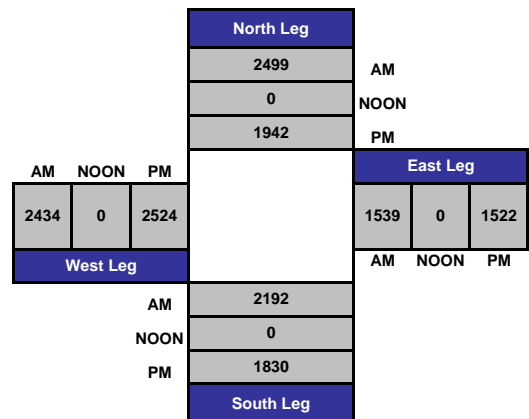 North Leg
2499 AM
0 NOON
1942 PM
AM NOON PM
East Leg
2434 0 2524
1539 0 1522
West Leg
AM NOON PM
AM 2192
NOON 0
PM 1830
South Leg